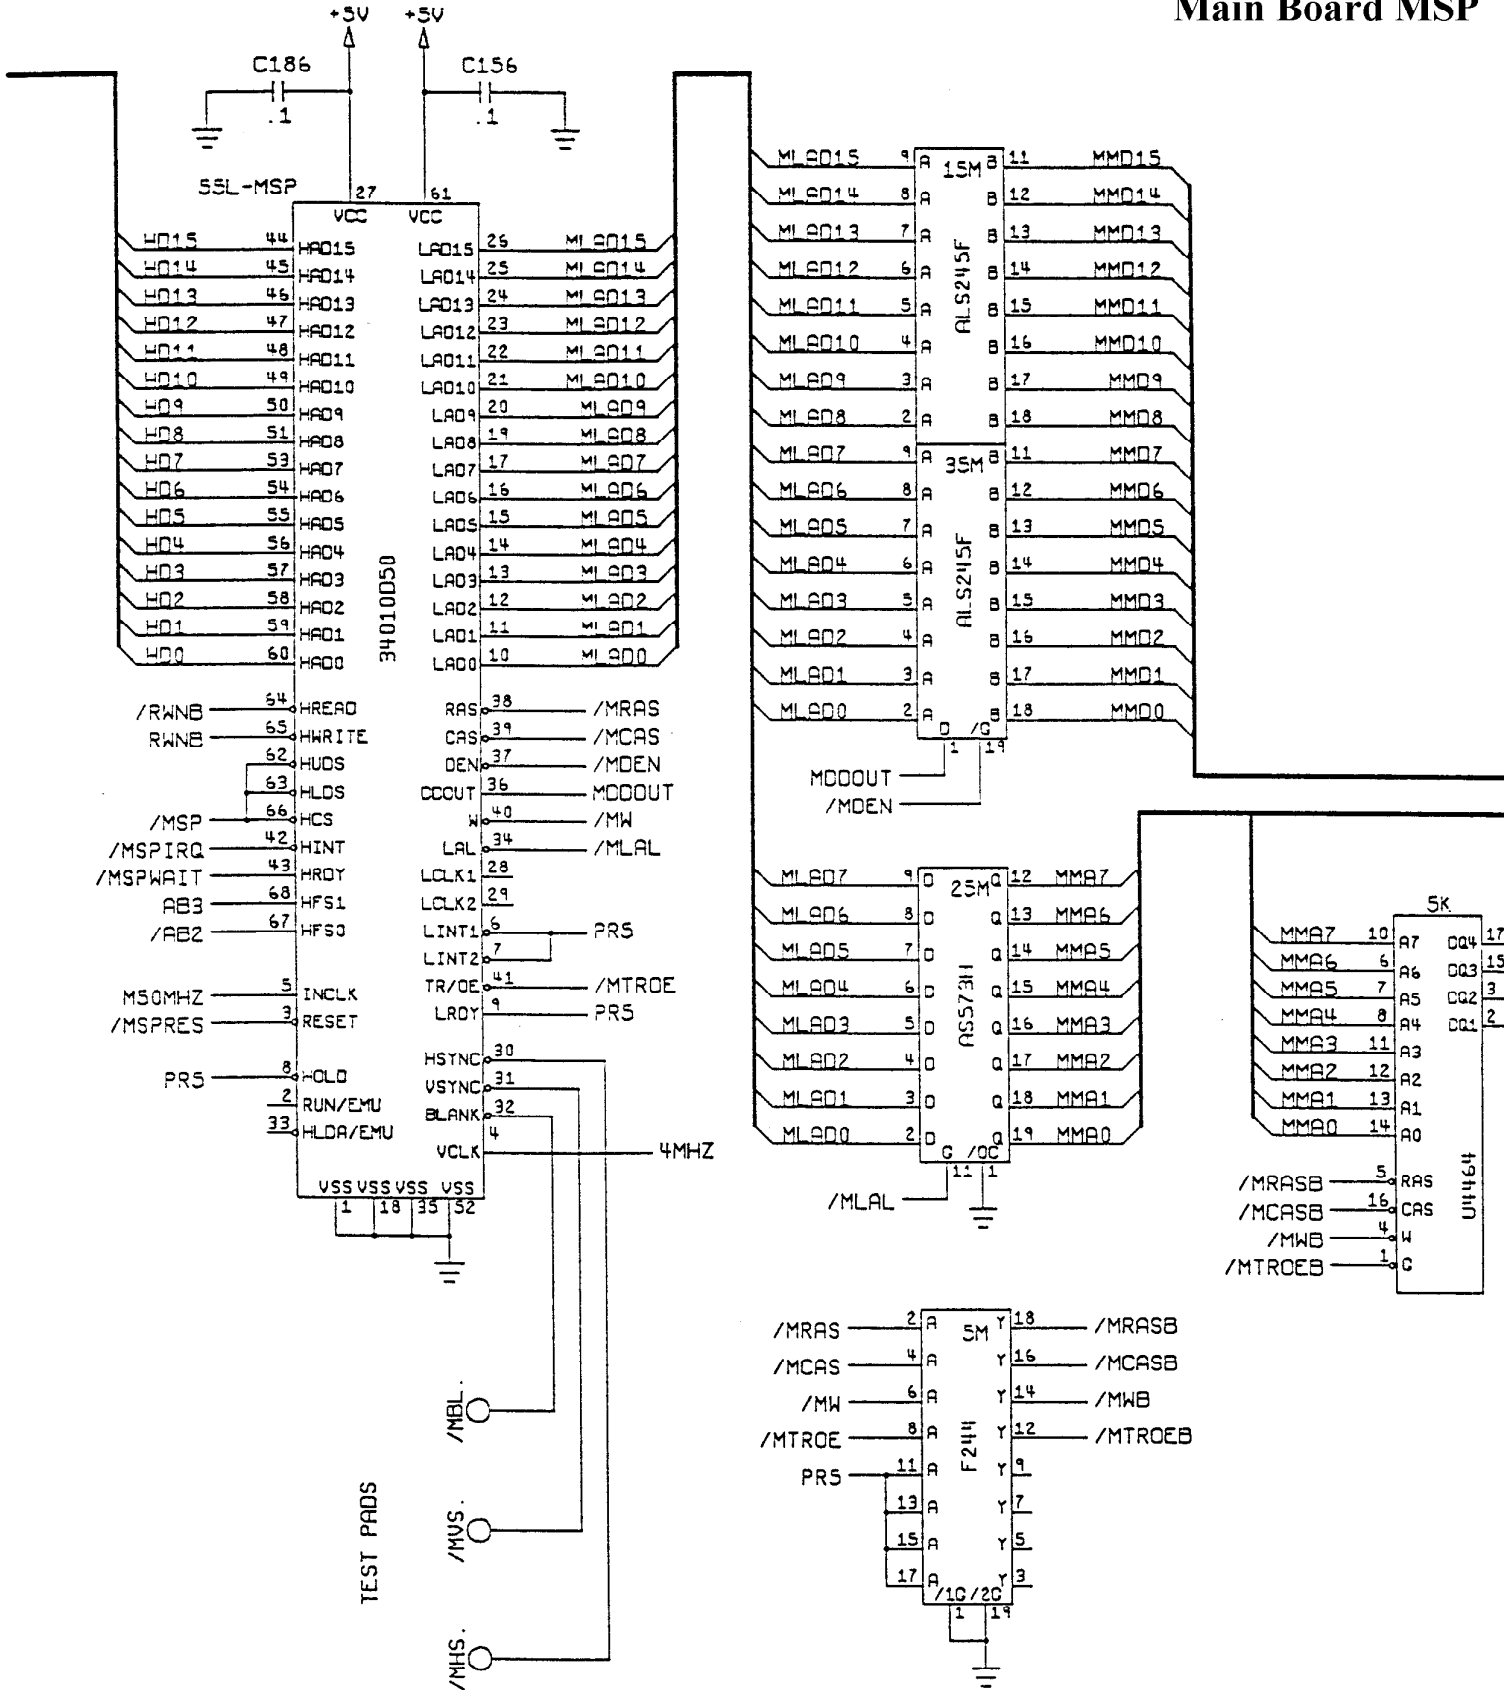 Main Board MSP
+5V +5V
C186 C156
.1 .1
55L-MSP 27 61
VCC VCC
HD15 44 HAD15 LAD15 26 MLAD15
HD14 45 HAD14 LAD14 25 MLAD14
HD13 46 HAD13 LAD13 24 MLAD13
HD12 47 HAD12 LAD12 23 MLAD12
HD11 48 HAD11 LAD11 22 MLAD11
HD10 49 HAD10 LAD10 21 MLAD10
HD9 50 HAD9 LAD9 20 MLAD9
HD8 51 HAD8 LAD8 19 MLAD8
HD7 53 HAD7 LAD7 17 MLAD7
HD6 54 HAD6 LAD6 16 MLAD6
HD5 55 HAD5 LAD5 15 MLAD5
HD4 56 HAD4 LAD4 14 MLAD4
HD3 57 HAD3 LAD3 13 MLAD3
HD2 58 HAD2 LAD2 12 MLAD2
HD1 59 HAD1 LAD1 11 MLAD1
HD0 60 HAD0 LAD0 10 MLAD0
34010D50
/RWNB 64 HREAD RAS 38 /MRAS
RWNB 65 HWRITE CAS 39 /MCAS
62 HUDS DEN 37 /MDEN
63 HLDS DDOUT 36 MDDOUT
/MSP 66 HCS W 40 /MW
/MSPIRQ 42 HINT LAL 34 /MLAL
/MSPWAIT 43 HRDY LCLK1 28
AB3 68 HFS1 LCLK2 29
/AB2 67 HFS0 LINT1 6 PR5
LINT2 7
M50MHZ 5 INCLK TR/OE 41 /MTROE
/MSPRES 3 RESET LRDY 9 PR5
PR5 8 HOLD HSYNC 30
2 RUN/EMU VSYNC 31
33 HLDA/EMU BLANK 32
VCLK 4 4MHZ
VSS VSS VSS VSS
1 18 35 52
/MBL.
/MVS.
/MHS.
TEST PADS
MLAD15 9 A 15M B 11 MMD15
MLAD14 8 A B 12 MMD14
MLAD13 7 A B 13 MMD13
MLAD12 6 A B 14 MMD12
MLAD11 5 A B 15 MMD11
MLAD10 4 A B 16 MMD10
MLAD9 3 A B 17 MMD9
MLAD8 2 A B 18 MMD8
ALS245F
MLAD7 9 A 35M B 11 MMD7
MLAD6 8 A B 12 MMD6
MLAD5 7 A B 13 MMD5
MLAD4 6 A B 14 MMD4
MLAD3 5 A B 15 MMD3
MLAD2 4 A B 16 MMD2
MLAD1 3 A B 17 MMD1
MLAD0 2 A B 18 MMD0
ALS245F
D /G
1 19
MDDOUT
/MDEN
MLAD7 9 D 25M Q 12 MMA7
MLAD6 8 D Q 13 MMA6
MLAD5 7 D Q 14 MMA5
MLAD4 6 D Q 15 MMA4
MLAD3 5 D Q 16 MMA3
MLAD2 4 D Q 17 MMA2
MLAD1 3 D Q 18 MMA1
MLAD0 2 D Q 19 MMA0
AS573N
G /OC
11 1
/MLAL
5K
MMA7 10 A7 DQ4 17
MMA6 6 A6 DQ3 15
MMA5 7 A5 DQ2 3
MMA4 8 A4 DQ1 2
MMA3 11 A3
MMA2 12 A2
MMA1 13 A1
MMA0 14 A0
/MRASB 5 RAS
/MCASB 16 CAS
/MWB 4 W
/MTROEB 1 G
U4464
/MRAS 2 A 5M Y 18 /MRASB
/MCAS 4 A Y 16 /MCASB
/MW 6 A Y 14 /MWB
/MTROE 8 A Y 12 /MTROEB
PR5 11 A Y 9
13 A Y 7
15 A Y 5
17 A Y 3
F244
/1G /2G
1 19